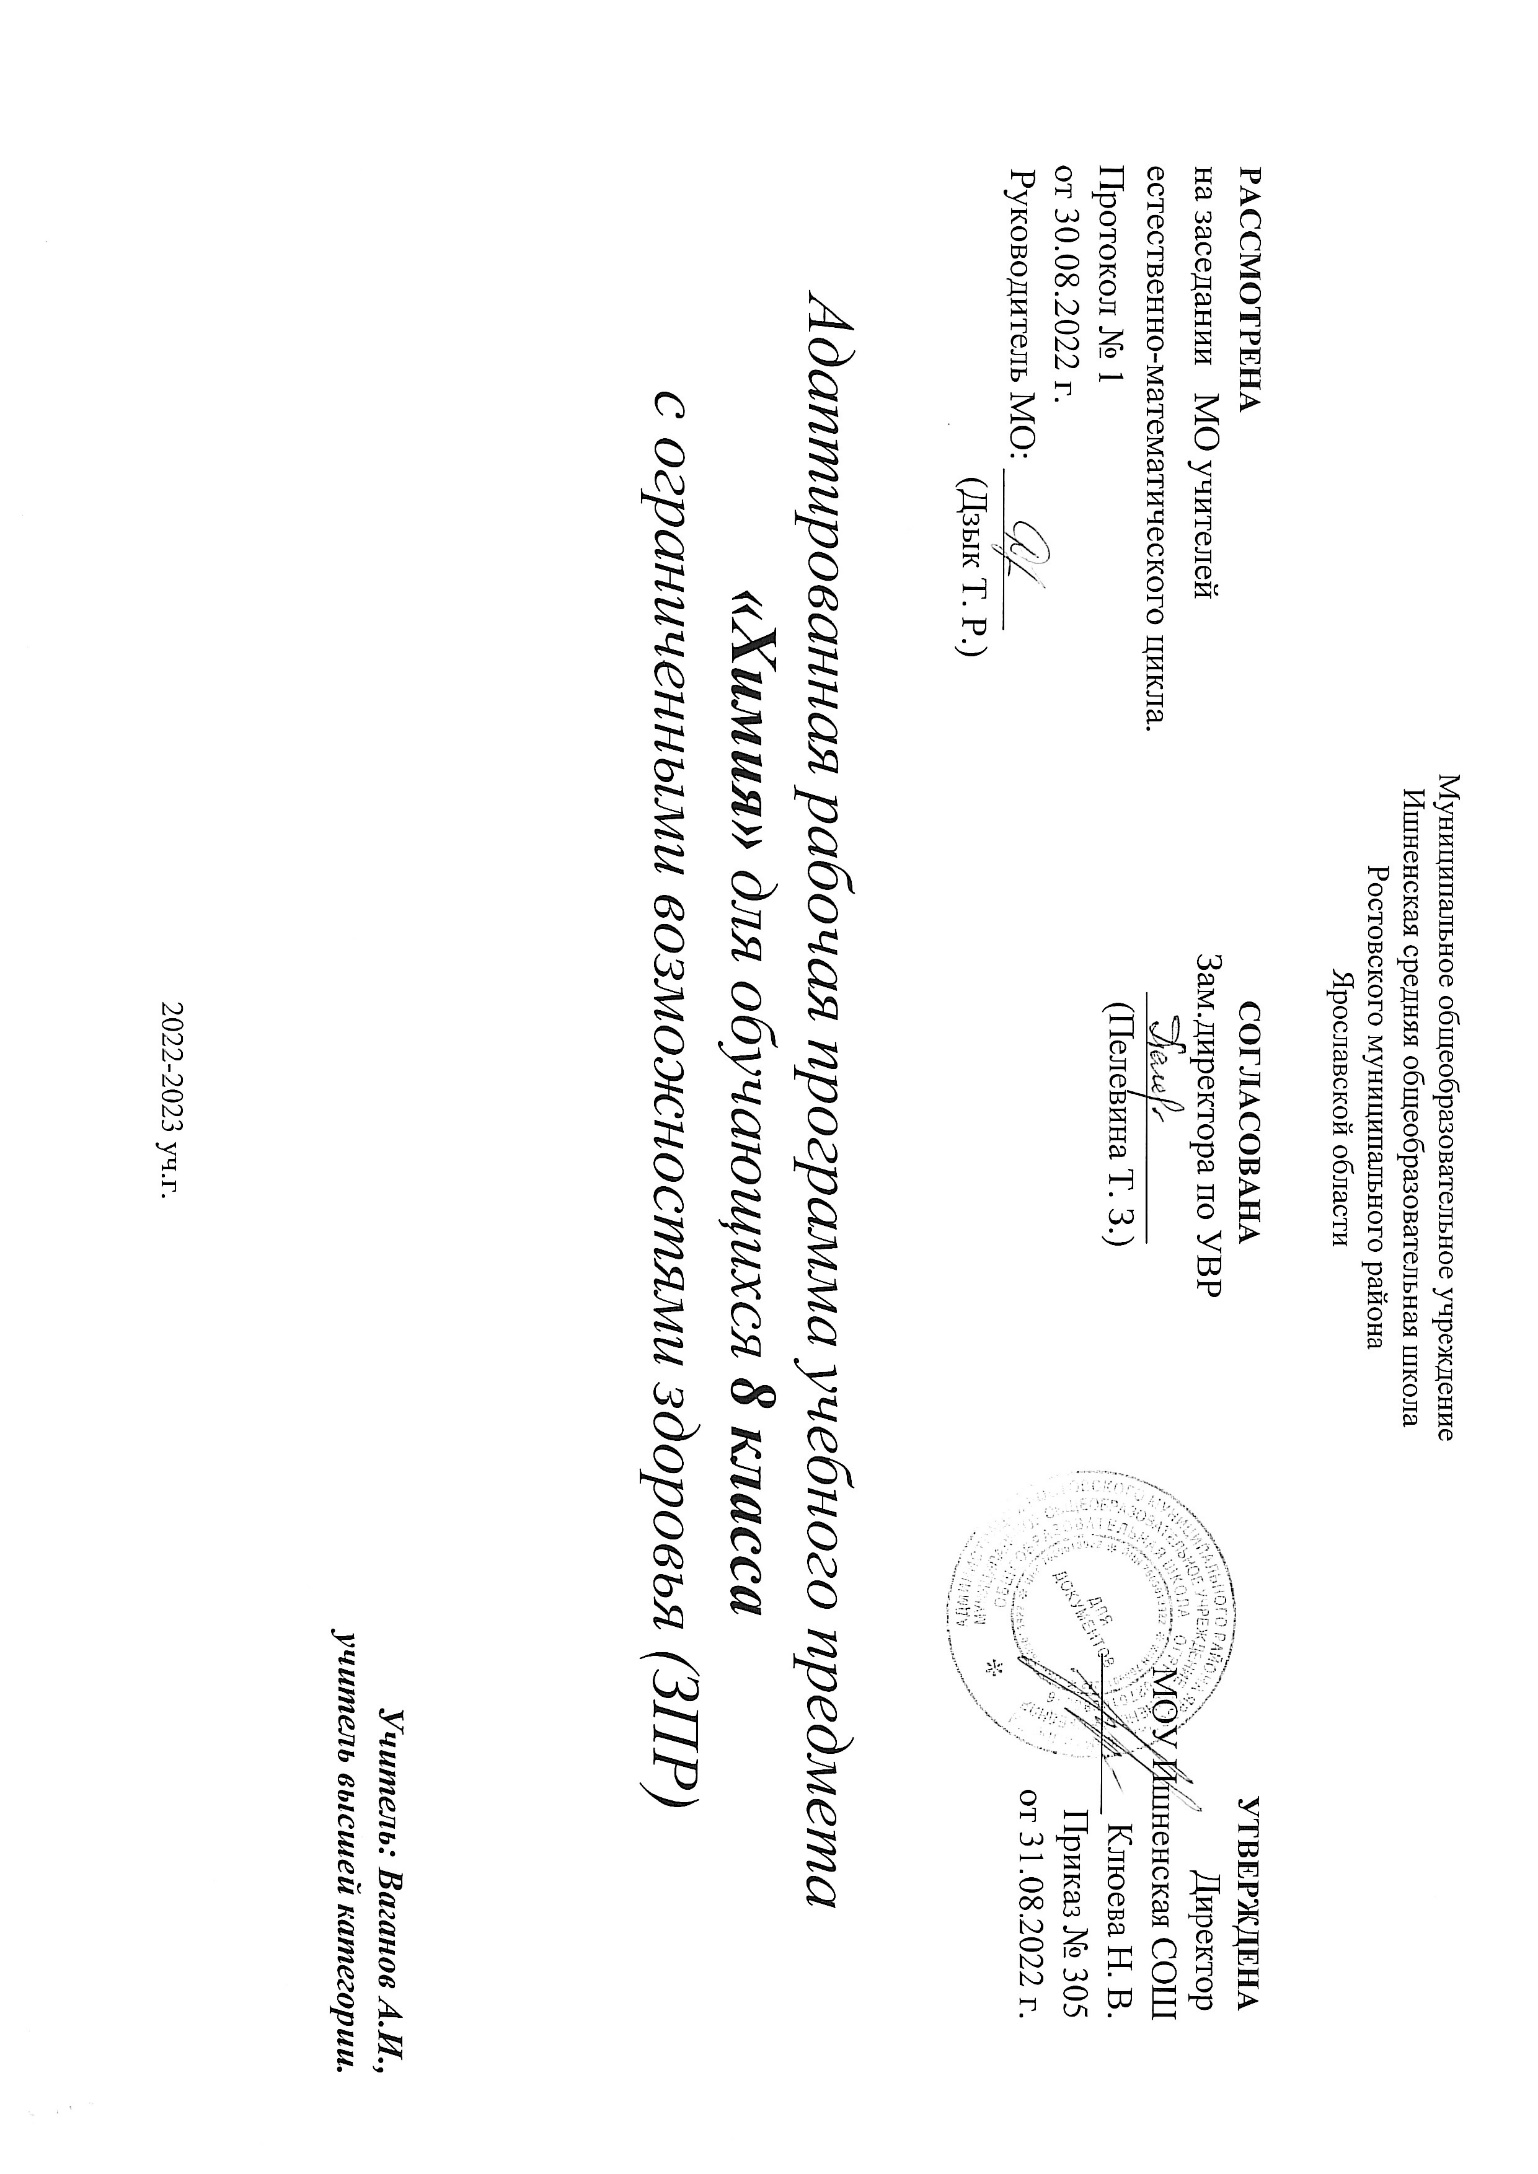 Муниципальное общеобразовательное учреждение
Ишненская средняя общеобразовательная школа
Ростовского муниципального района
Ярославской области
РАССМОТРЕНА
на заседании МО учителей
естественно-математического цикла.
Протокол № 1
от 30.08.2022 г.
Руководитель МО:
(Дзык Т. Р.)
СОГЛАСОВАНА
Зам.директора по УВР
(Пелевина Т. З.)
УТВЕРЖДЕНА
Директор
МОУ Ишненская СОШ
Клюева Н. В.
Приказ № 305
от 31.08.2022 г.
ДЛЯ
ДОКУМЕНТОВ
Адаптированная рабочая программа учебного предмета
«Химия» для обучающихся 8 класса
с ограниченными возможностями здоровья (ЗПР)
Учитель: Ваганов А.И.,
учитель высшей категории.
2022-2023 уч.г.